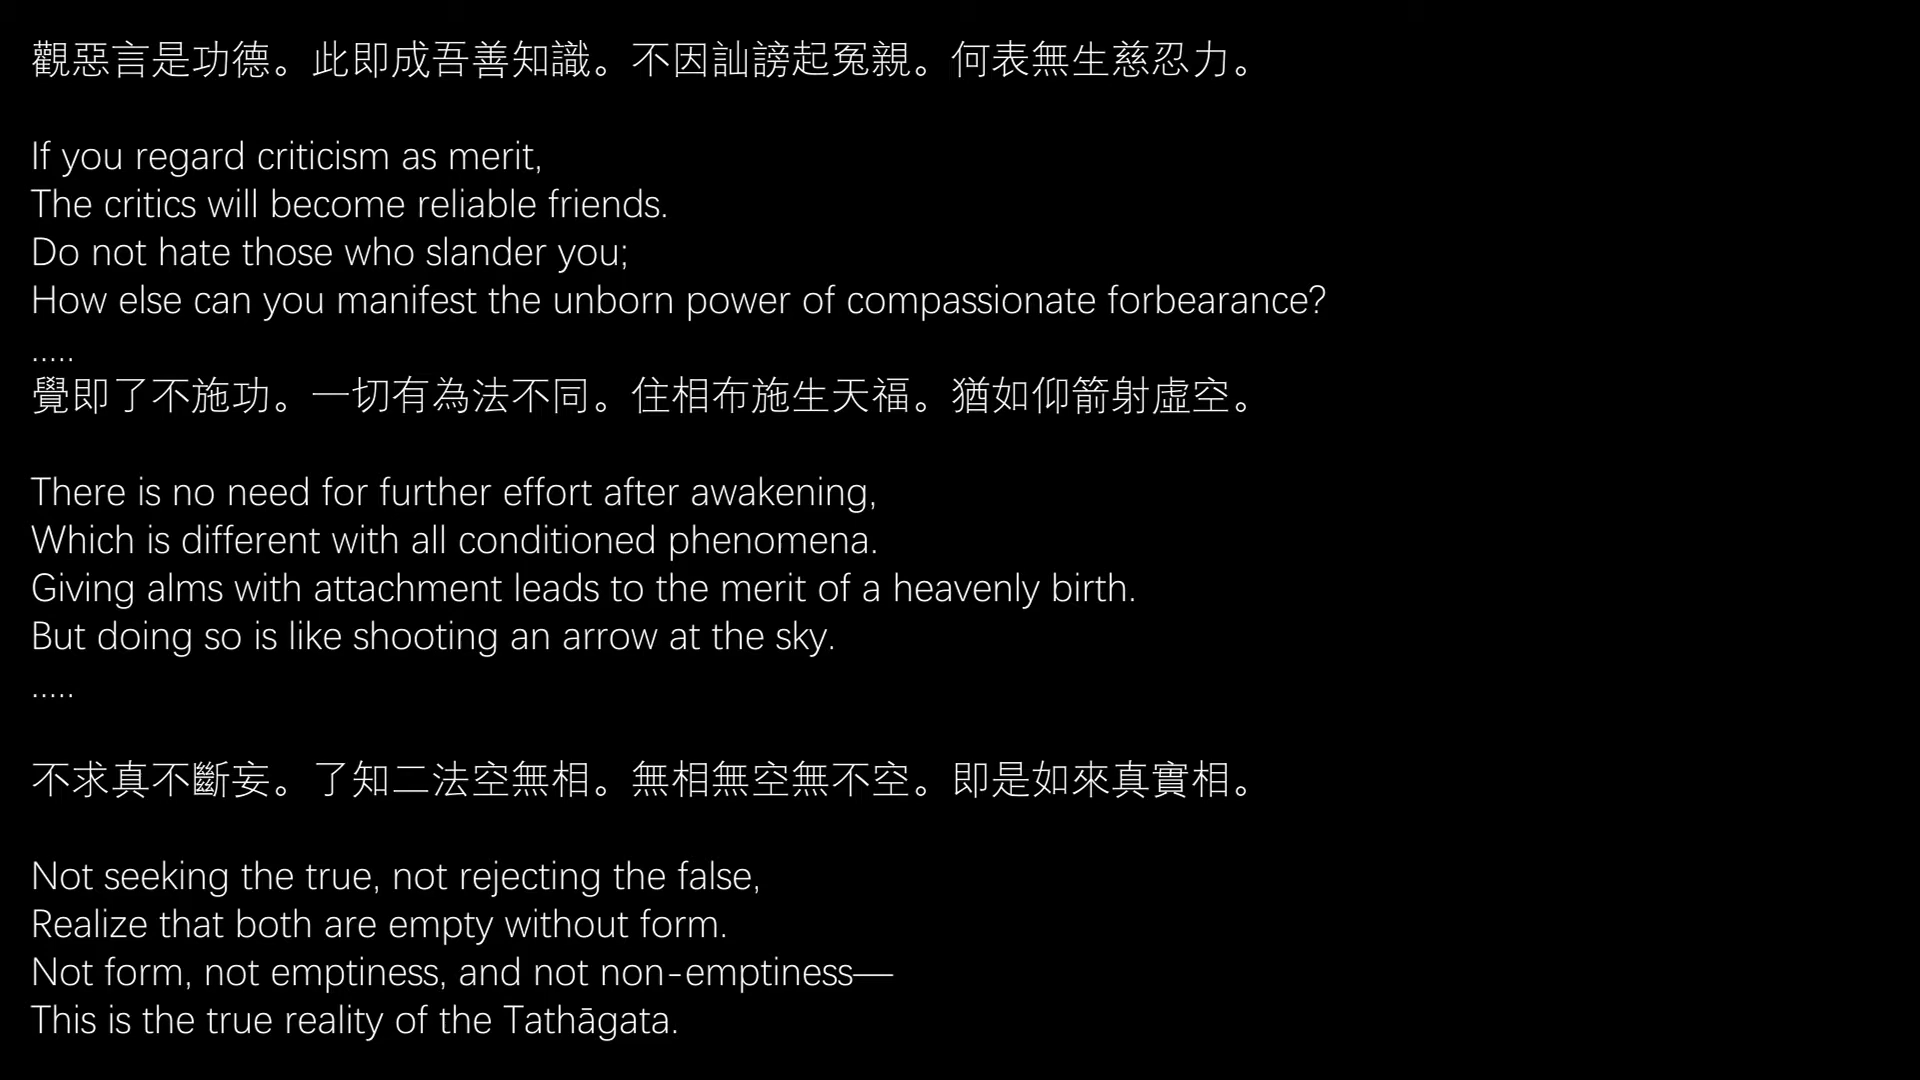 觀惡言是功德。此即成吾善知識。不因訕謗起冤親。何表無生慈忍力。
If you regard criticism as merit,
The critics will become reliable friends.
Do not hate those who slander you;
How else can you manifest the unborn power of compassionate forbearance?
.....
覺即了不施功。一切有為法不同。住相布施生天福。猶如仰箭射虛空。
There is no need for further effort after awakening,
Which is different with all conditioned phenomena.
Giving alms with attachment leads to the merit of a heavenly birth.
But doing so is like shooting an arrow at the sky.
.....
不求真不斷妄。了知二法空無相。無相無空無不空。即是如來真實相。
Not seeking the true, not rejecting the false,
Realize that both are empty without form.
Not form, not emptiness, and not non-emptiness—
This is the true reality of the Tathāgata.